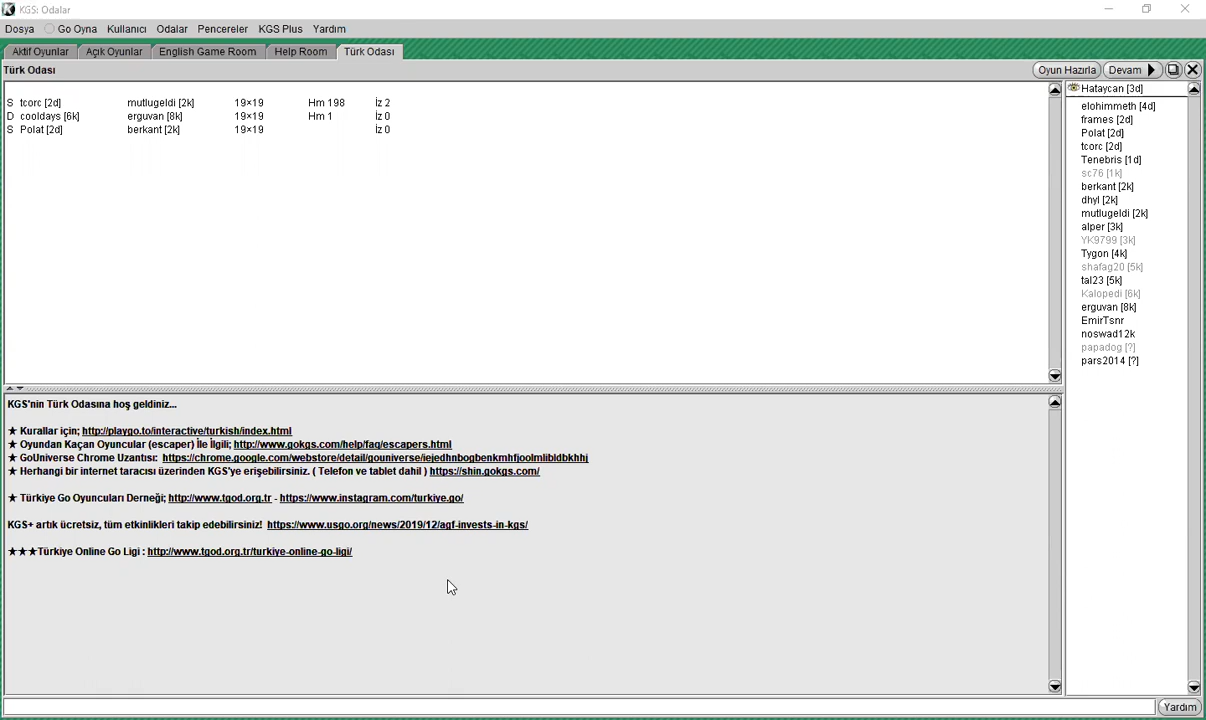 KGS: Odalar
Dosya Go Oyna Kullanıcı Odalar Pencereler KGS Plus Yardım
Aktif Oyunlar Açık Oyunlar English Game Room Help Room Türk Odası
Türk Odası Oyun Hazırla Devam
S tcorc [2d] mutlugeldi [2k] 19×19 Hm 198 İz 2
D cooldays [6k] erguvan [8k] 19×19 Hm 1 İz 0
S Polat [2d] berkant [2k] 19×19 İz 0
Hataycan [3d]
elohimmeth [4d]
frames [2d]
Polat [2d]
tcorc [2d]
Tenebris [1d]
sc76 [1k]
berkant [2k]
dhyl [2k]
mutlugeldi [2k]
alper [3k]
YK9799 [3k]
Tygon [4k]
shafag20 [5k]
tal23 [5k]
Kalopedi [6k]
erguvan [8k]
EmirTsnr
noswad12k
papadog [?]
pars2014 [?]
KGS'nin Türk Odasına hoş geldiniz...
★ Kurallar için; http://playgo.to/interactive/turkish/index.html
★ Oyundan Kaçan Oyuncular (escaper) İle İlgili; http://www.gokgs.com/help/faq/escapers.html
★ GoUniverse Chrome Uzantısı: https://chrome.google.com/webstore/detail/gouniverse/iejedhnbogbenkmhfjoolmlibldbkhhj
★ Herhangi bir internet taracısı üzerinden KGS'ye erişebilirsiniz. ( Telefon ve tablet dahil ) https://shin.gokgs.com/
★ Türkiye Go Oyuncuları Derneği; http://www.tgod.org.tr - https://www.instagram.com/turkiye.go/
KGS+ artık ücretsiz, tüm etkinlikleri takip edebilirsiniz! https://www.usgo.org/news/2019/12/agf-invests-in-kgs/
★★★Türkiye Online Go Ligi : http://www.tgod.org.tr/turkiye-online-go-ligi/
Yardım